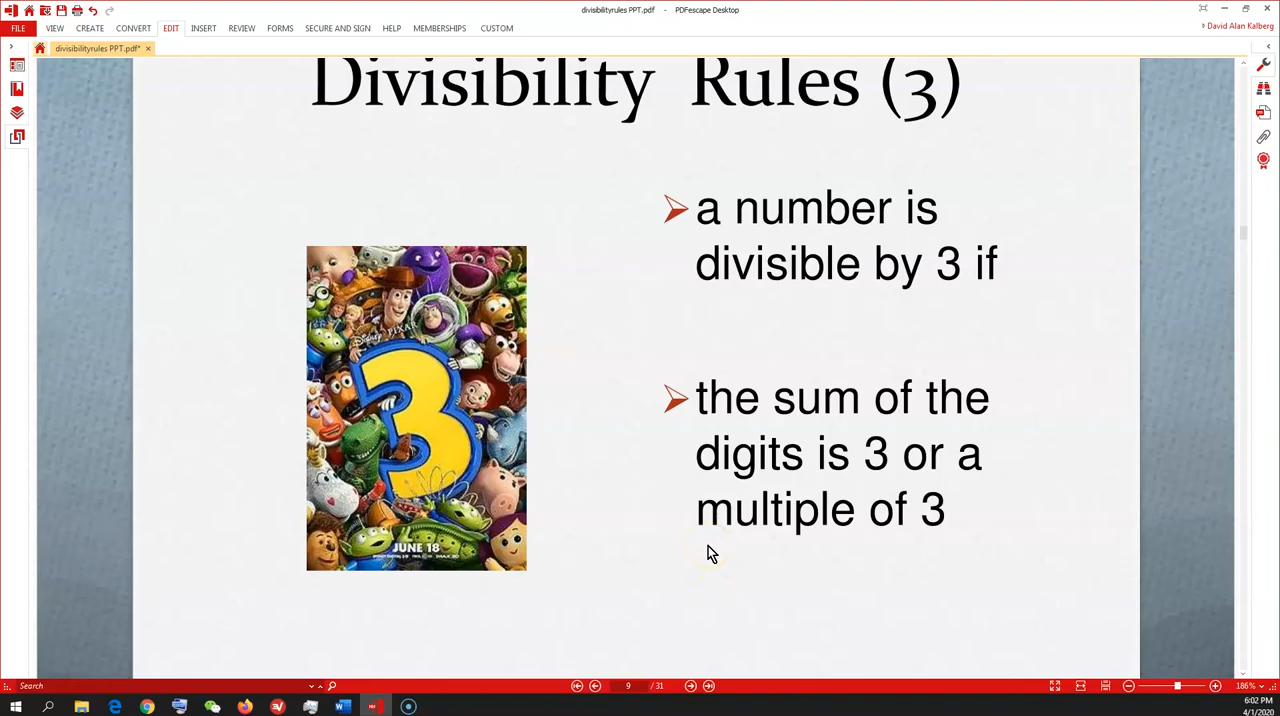 divisibilityrules PPT.pdf - PDFescape Desktop
FILE VIEW CREATE CONVERT EDIT INSERT REVIEW FORMS SECURE AND SIGN HELP MEMBERSHIPS CUSTOM
David Alan Kalberg
divisibilityrules PPT.pdf*
Divisibility Rules (3)
a number is
divisible by 3 if
the sum of the
digits is 3 or a
multiple of 3
DISNEY PIXAR
3
JUNE 18
Search
9 / 31
186%
6:02 PM
4/1/2020